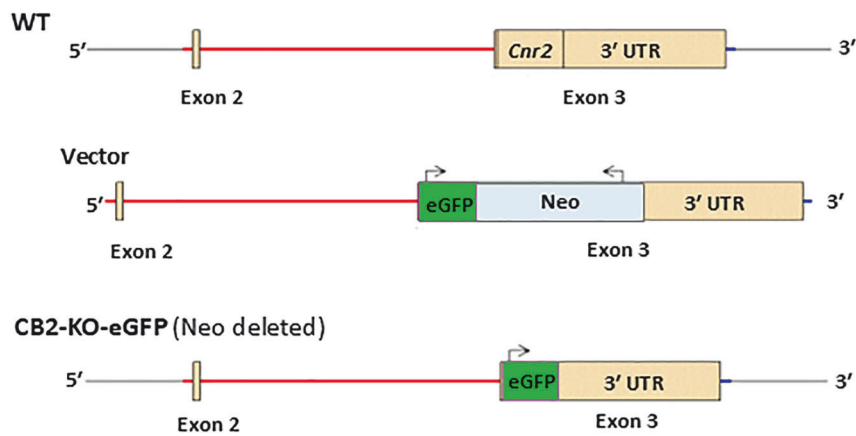 WT
5′ Cnr2 3′ UTR 3′
Exon 2 Exon 3
Vector
5′ eGFP Neo 3′ UTR 3′
Exon 2 Exon 3
CB2-KO-eGFP (Neo deleted)
5′ eGFP 3′ UTR 3′
Exon 2 Exon 3